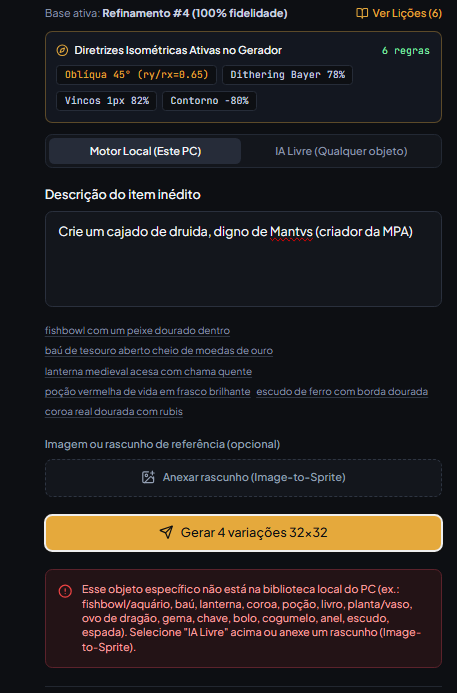 Base ativa: Refinamento #4 (100% fidelidade)
Ver Lições (6)
Diretrizes Isométricas Ativas no Gerador
6 regras
Oblíqua 45° (ry/rx=0.65)
Dithering Bayer 78%
Vincos 1px 82%
Contorno -80%
Motor Local (Este PC)
IA Livre (Qualquer objeto)
Descrição do item inédito
Crie um cajado de druida, digno de Mantvs (criador da MPA)
fishbowl com um peixe dourado dentro
baú de tesouro aberto cheio de moedas de ouro
lanterna medieval acesa com chama quente
poção vermelha de vida em frasco brilhante
escudo de ferro com borda dourada
coroa real dourada com rubis
Imagem ou rascunho de referência (opcional)
Anexar rascunho (Image-to-Sprite)
Gerar 4 variações 32×32
Esse objeto específico não está na biblioteca local do PC (ex.:
fishbowl/aquário, baú, lanterna, coroa, poção, livro, planta/vaso,
ovo de dragão, gema, chave, bolo, cogumelo, anel, escudo,
espada). Selecione "IA Livre" acima ou anexe um rascunho (Image-
to-Sprite).